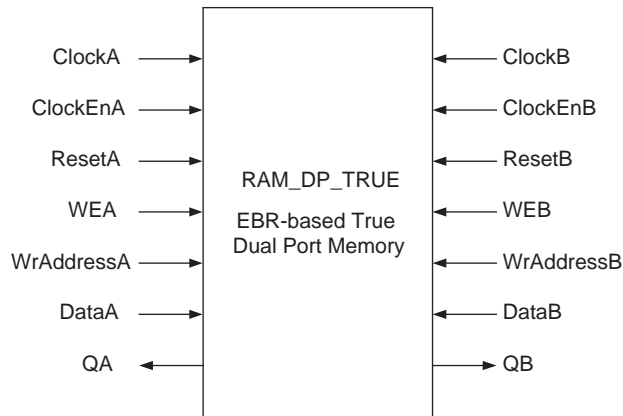 ClockA
ClockB
ClockEnA
ClockEnB
ResetA
ResetB
RAM_DP_TRUE
WEA
WEB
EBR-based True
Dual Port Memory
WrAddressA
WrAddressB
DataA
DataB
QA
QB